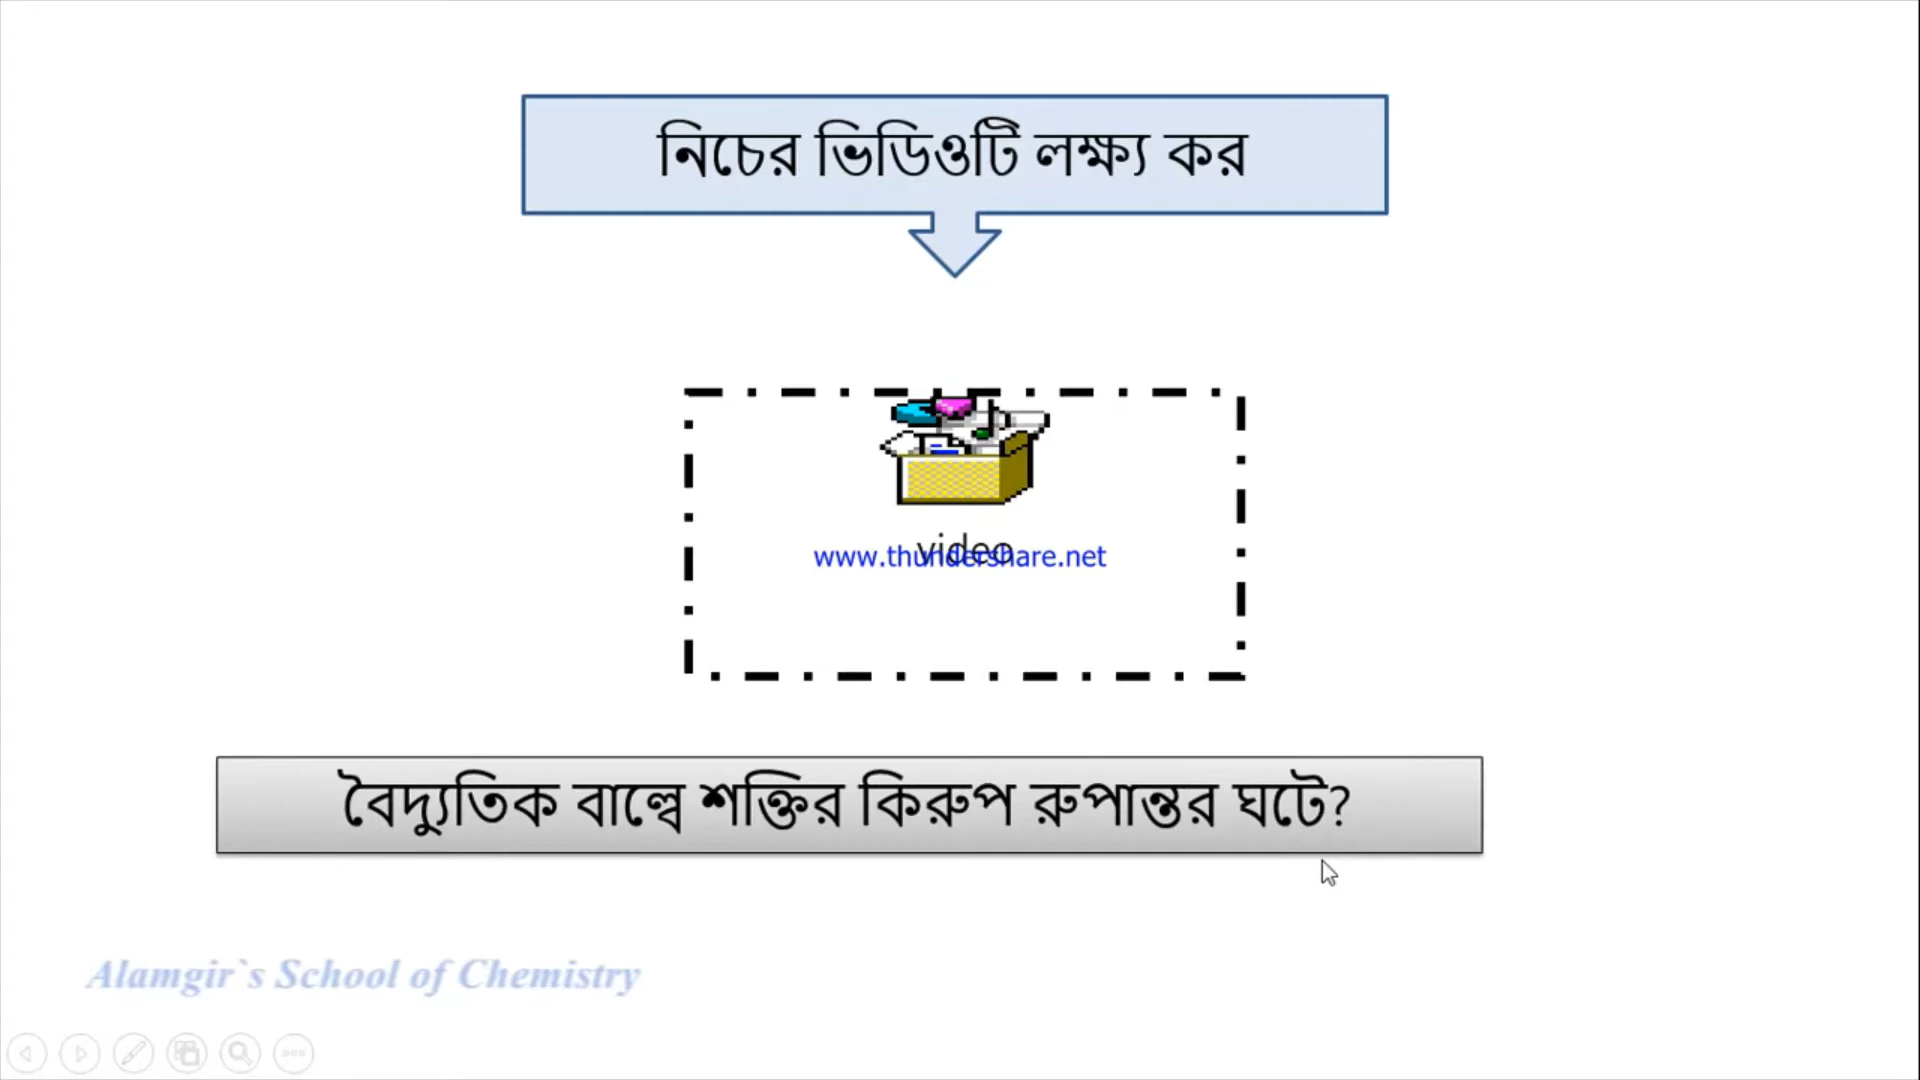 নিচের ভিডিওটি লক্ষ্য কর
video
www.thundershare.net
বৈদ্যুতিক বাল্বে শক্তির কিরুপ রুপান্তর ঘটে?
Alamgir`s School of Chemistry